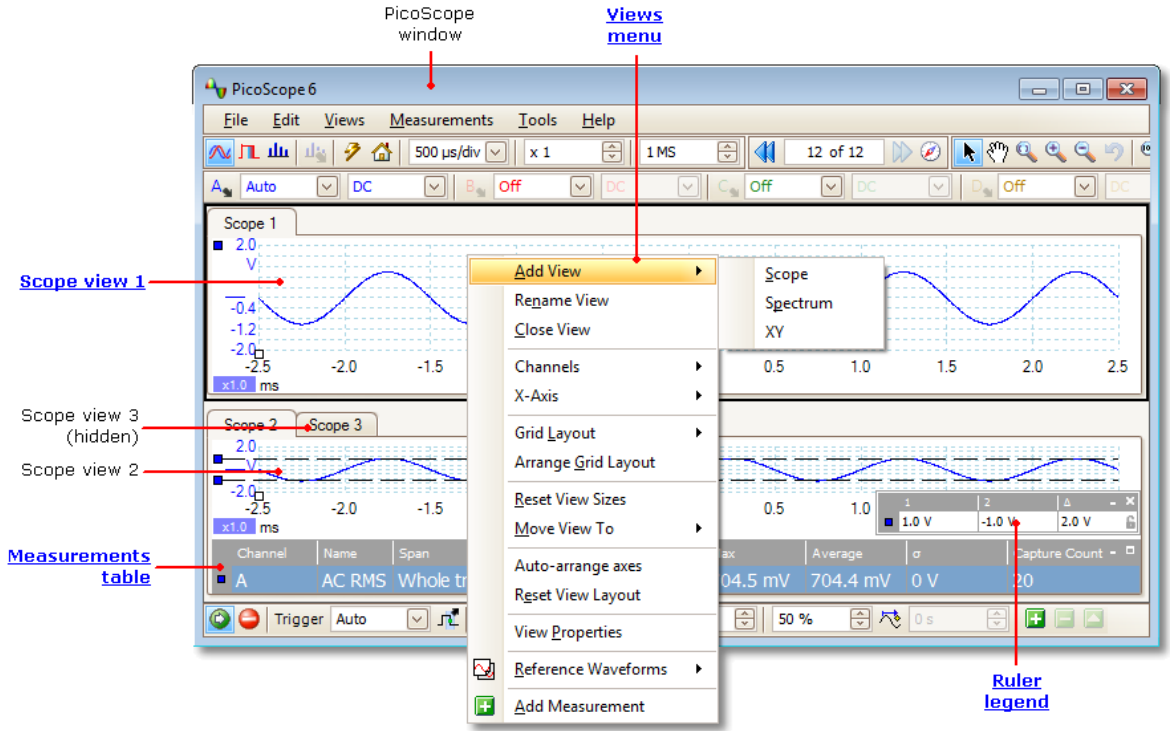 PicoScope
window
Views
menu
PicoScope 6
File Edit Views Measurements Tools Help
500 µs/div x 1 1 MS 12 of 12
A Auto DC B Off DC C Off DC D Off DC
Scope 1
2.0
V
-0.4
-1.2
-2.0
-2.5 -2.0 -1.5 0.5 1.0 1.5 2.0 2.5
x1.0 ms
Scope view 1
Add View
Rename View
Close View
Channels
X-Axis
Grid Layout
Arrange Grid Layout
Reset View Sizes
Move View To
Auto-arrange axes
Reset View Layout
View Properties
Reference Waveforms
Add Measurement
Scope
Spectrum
XY
Scope view 3
(hidden)
Scope view 2
Scope 2 Scope 3
2.0
V
-2.0
-2.5 -2.0 -1.5 0.5 1.0
x1.0 ms
1 2 Δ
1.0 V -1.0 V 2.0 V
Measurements
table
Channel Name Span Average σ Capture Count
A AC RMS Whole 04.5 mV 704.4 mV 0 V 20
Trigger Auto 50 % 0 s
Ruler
legend